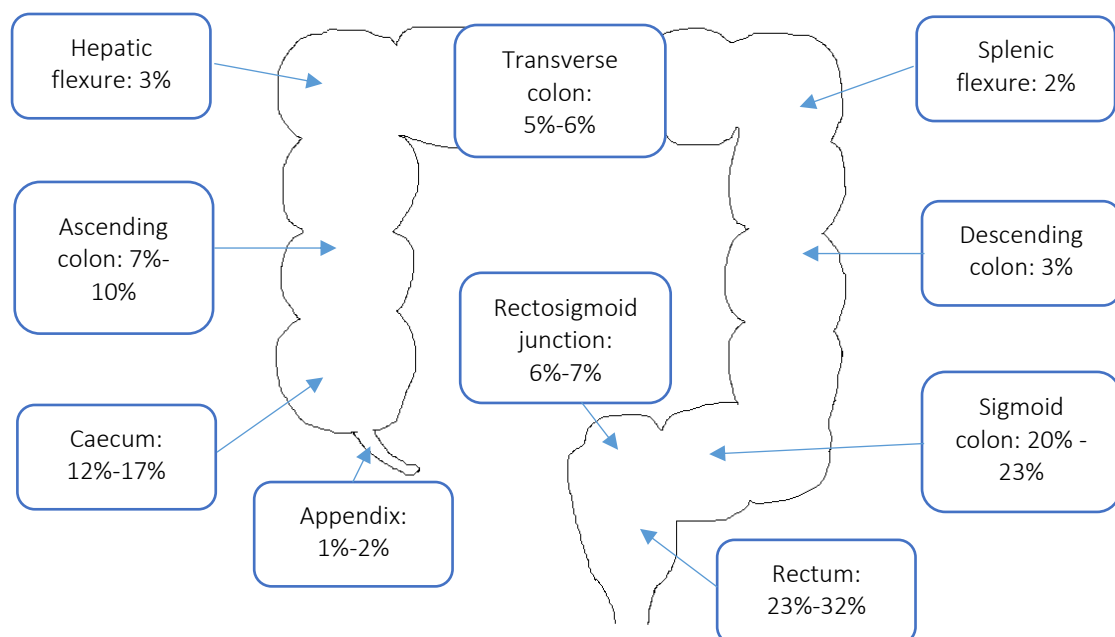 Hepatic
flexure: 3%
Transverse
colon:
5%-6%
Splenic
flexure: 2%
Ascending
colon: 7%-
10%
Descending
colon: 3%
Rectosigmoid
junction:
6%-7%
Caecum:
12%-17%
Sigmoid
colon: 20% -
23%
Appendix:
1%-2%
Rectum:
23%-32%